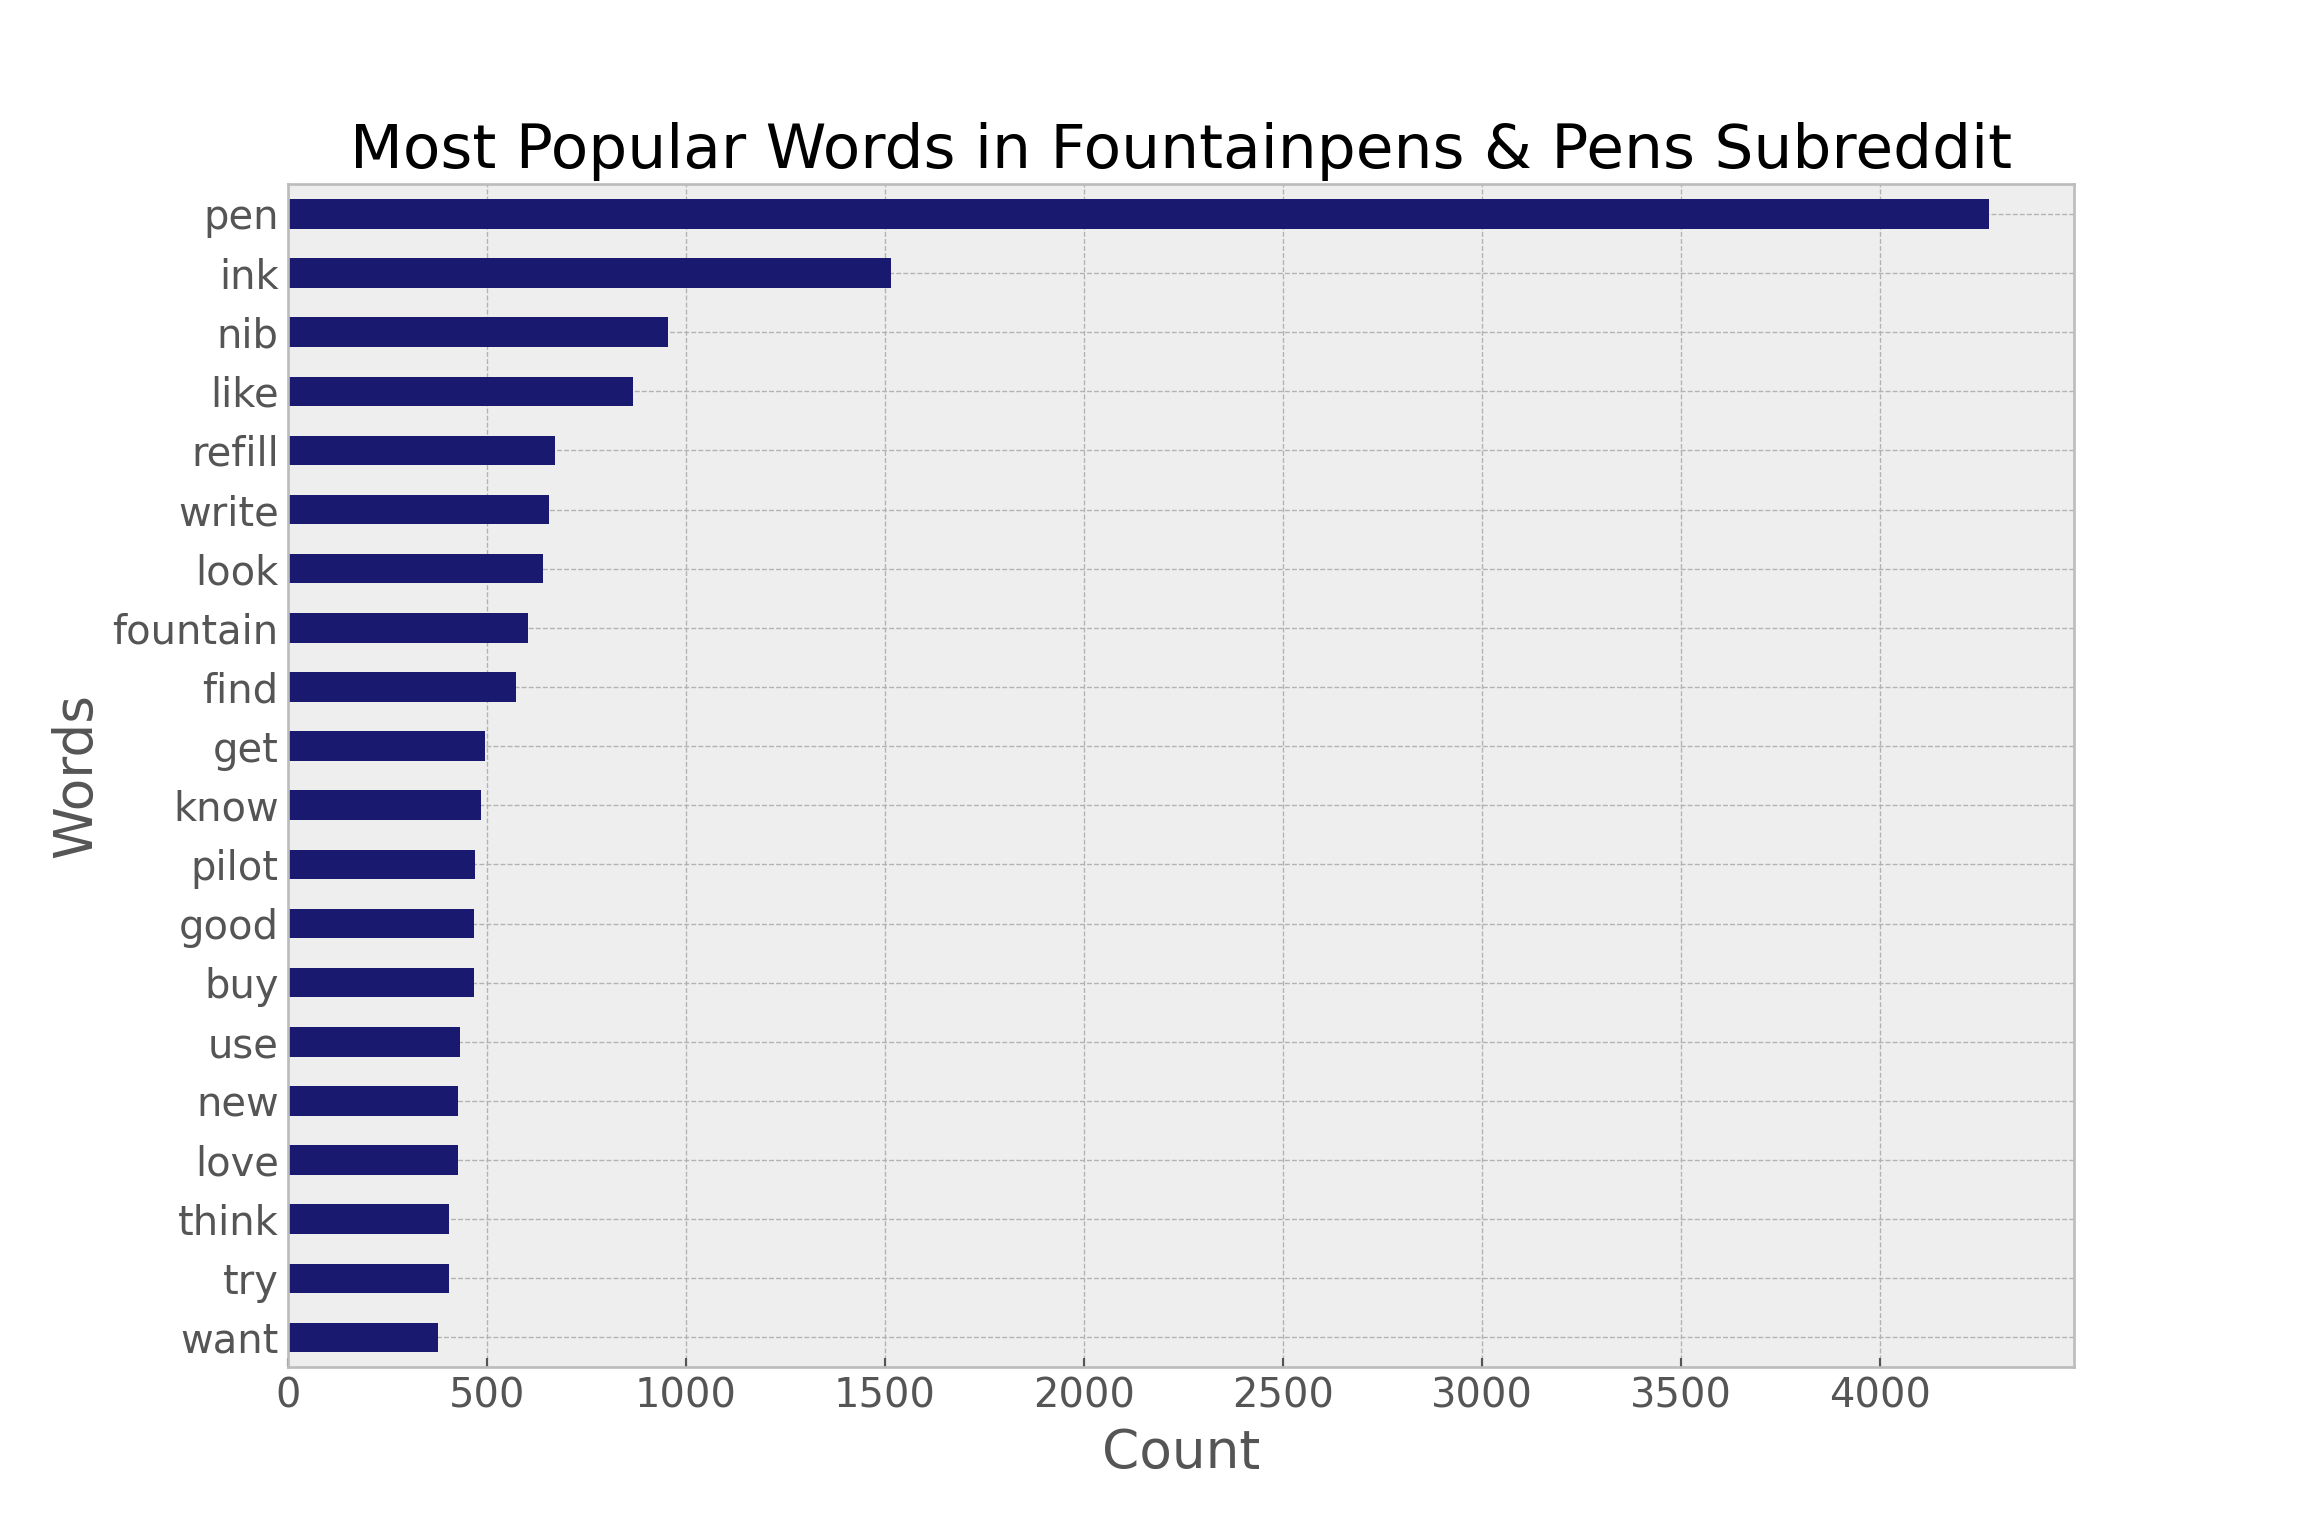 Most Popular Words in Fountainpens & Pens Subreddit
pen
ink
nib
like
refill
write
look
fountain
find
get
know
pilot
good
buy
use
new
love
think
try
want
Words
0 500 1000 1500 2000 2500 3000 3500 4000
Count